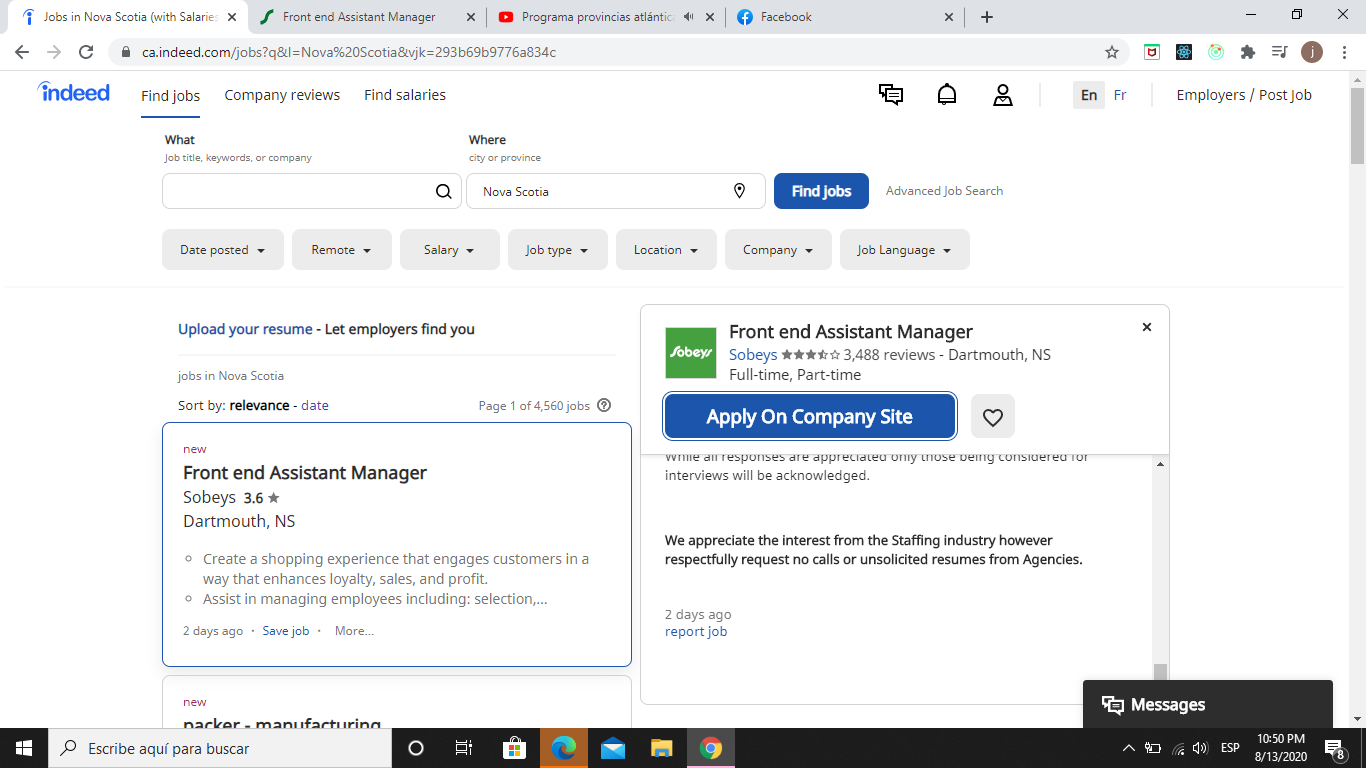 Jobs in Nova Scotia (with Salaries
Front end Assistant Manager
Programa provincias atlántica
Facebook
ca.indeed.com/jobs?q&l=Nova%20Scotia&vjk=293b69b9776a834c
j
indeed
Find jobs
Company reviews
Find salaries
En
Fr
Employers / Post Job
What
Job title, keywords, or company
Where
city or province
Nova Scotia
Find Jobs
Advanced Job Search
Date posted
Remote
Salary
Job type
Location
Company
Job Language
Upload your resume - Let employers find you
jobs in Nova Scotia
Sort by: relevance - date
Page 1 of 4,560 jobs
new
Front end Assistant Manager
Sobeys 3.6
Dartmouth, NS
Create a shopping experience that engages customers in a
way that enhances loyalty, sales, and profit.
Assist in managing employees including: selection,...
2 days ago · Save job · More...
new
packer - manufacturing
Sobeys
Front end Assistant Manager
Sobeys 3,488 reviews - Dartmouth, NS
Full-time, Part-time
Apply On Company Site
While all responses are appreciated only those being considered for
interviews will be acknowledged.
We appreciate the interest from the Staffing industry however
respectfully request no calls or unsolicited resumes from Agencies.
2 days ago
report job
Messages
Escribe aquí para buscar
ESP
10:50 PM
8/13/2020
8